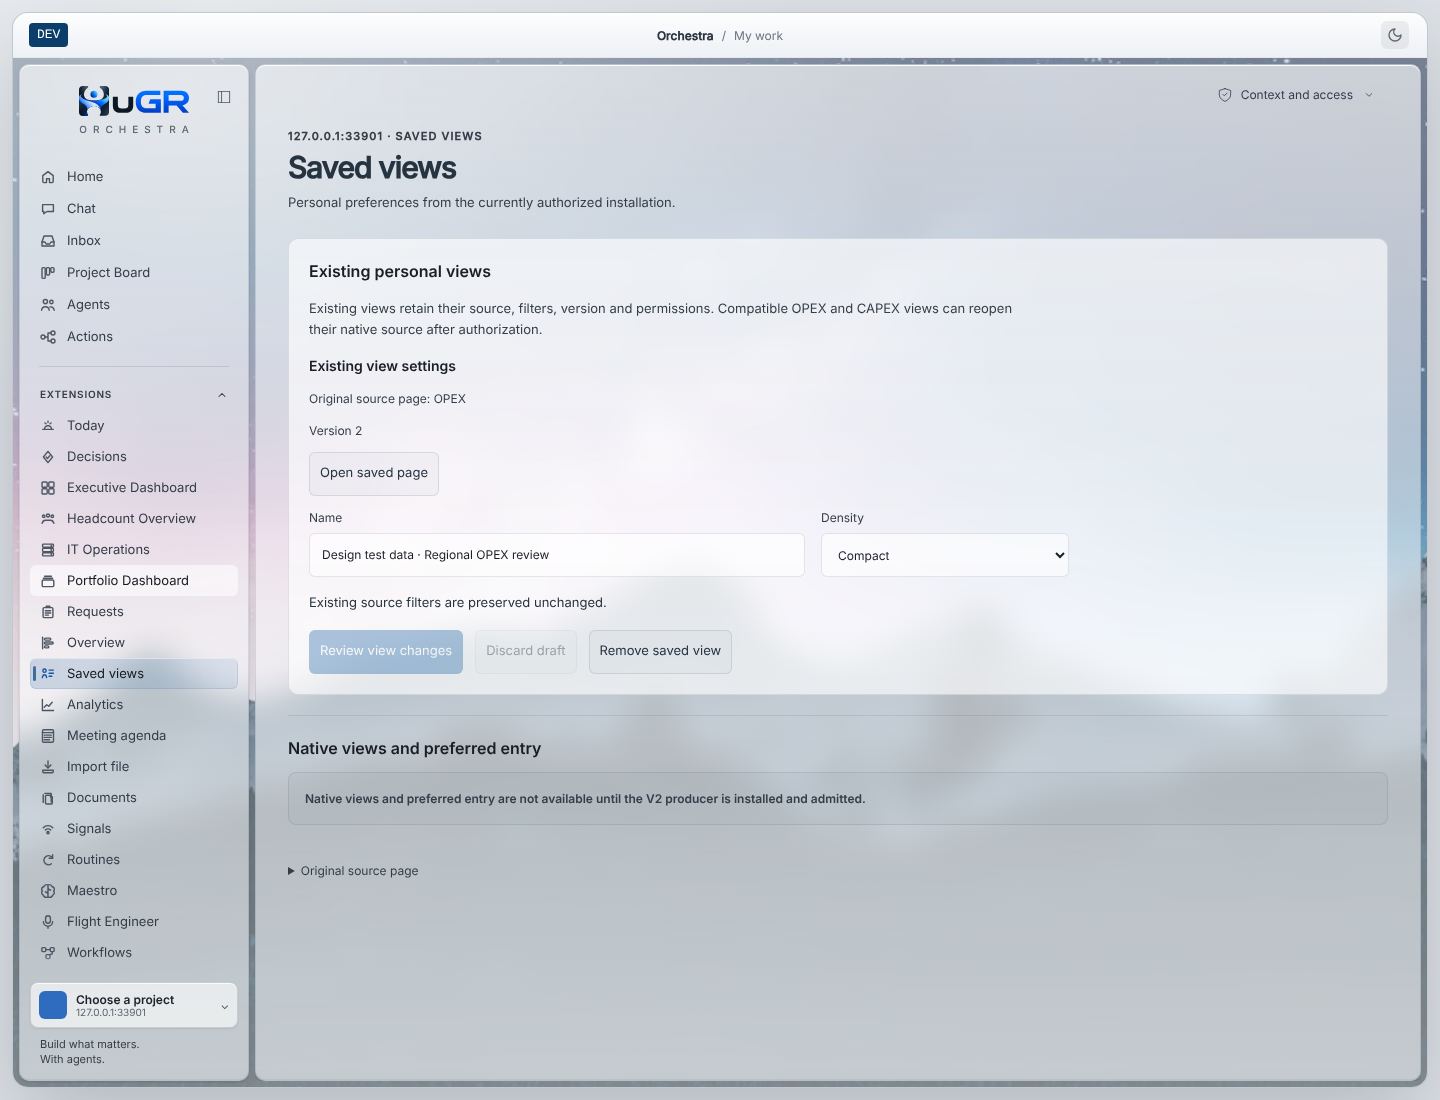 DEV
Orchestra / My work
HuGR
ORCHESTRA
Home
Chat
Inbox
Project Board
Agents
Actions
EXTENSIONS
Today
Decisions
Executive Dashboard
Headcount Overview
IT Operations
Portfolio Dashboard
Requests
Overview
Saved views
Analytics
Meeting agenda
Import file
Documents
Signals
Routines
Maestro
Flight Engineer
Workflows
Choose a project
127.0.0.1:33901
Build what matters.
With agents.
Context and access
127.0.0.1:33901 · SAVED VIEWS
Saved views
Personal preferences from the currently authorized installation.
Existing personal views
Existing views retain their source, filters, version and permissions. Compatible OPEX and CAPEX views can reopen
their native source after authorization.
Existing view settings
Original source page: OPEX
Version 2
Open saved page
Name Density
Design test data · Regional OPEX review Compact
Existing source filters are preserved unchanged.
Review view changes Discard draft Remove saved view
Native views and preferred entry
Native views and preferred entry are not available until the V2 producer is installed and admitted.
Original source page